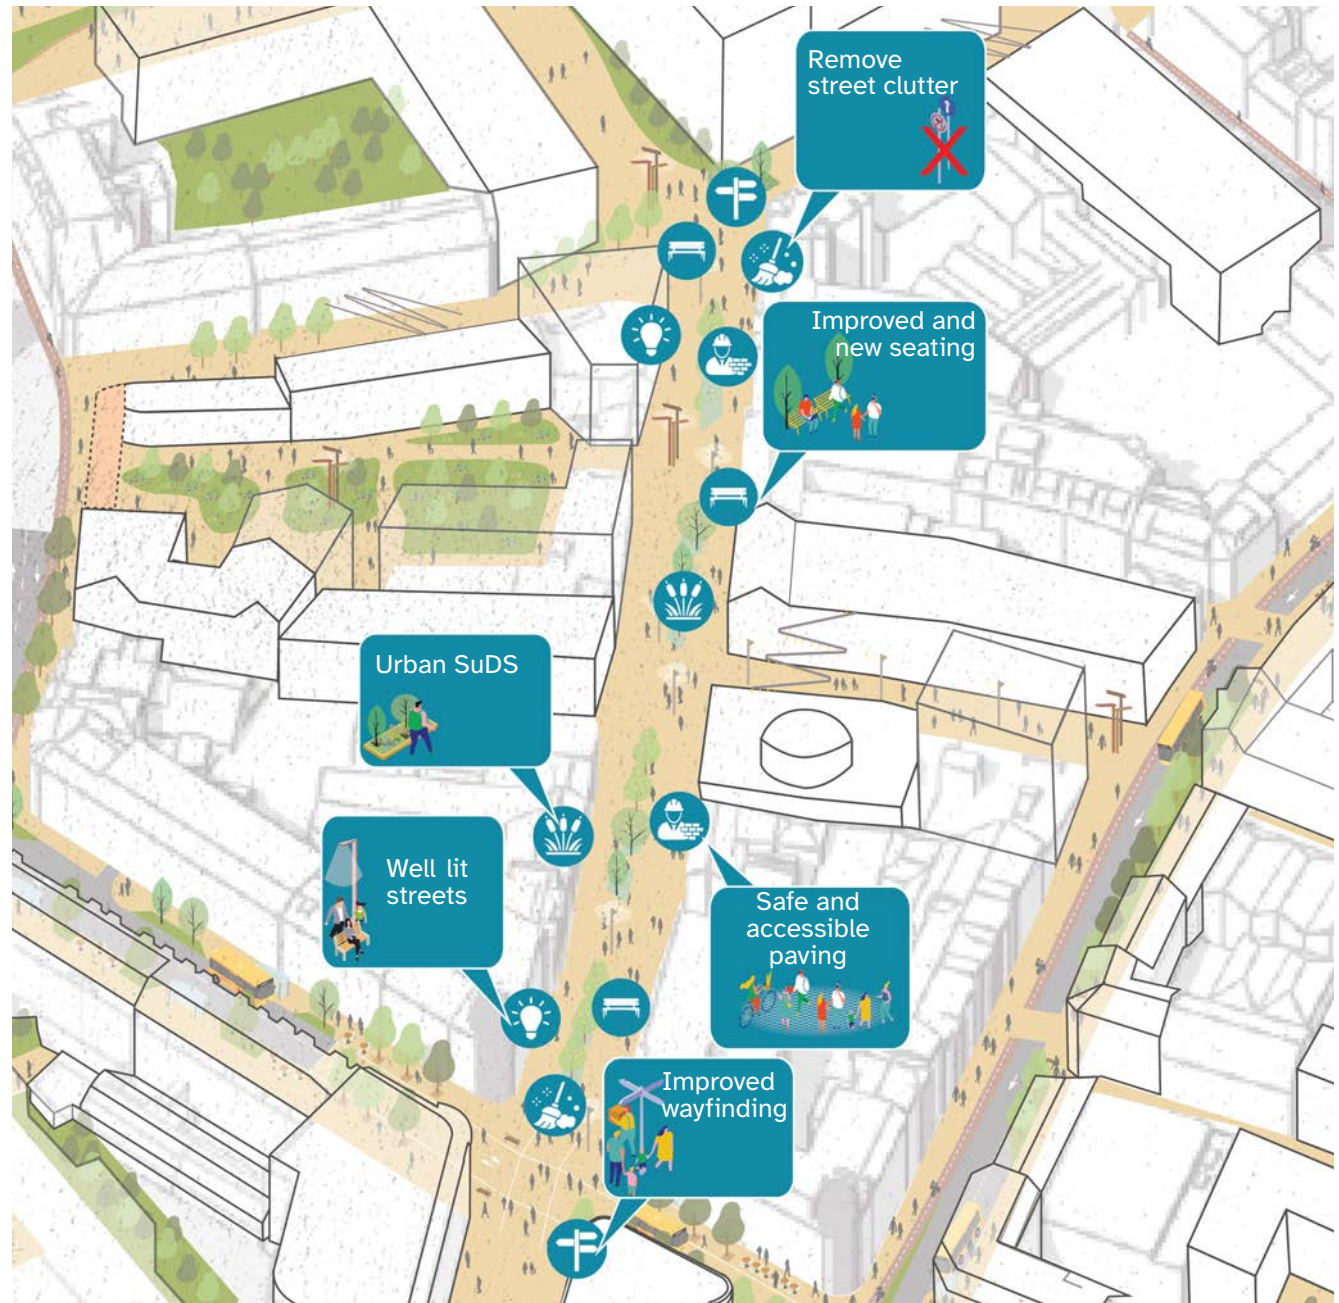 Remove
street clutter
Improved and
new seating
Urban SuDS
Well lit
streets
Safe and
accessible
paving
Improved
wayfinding